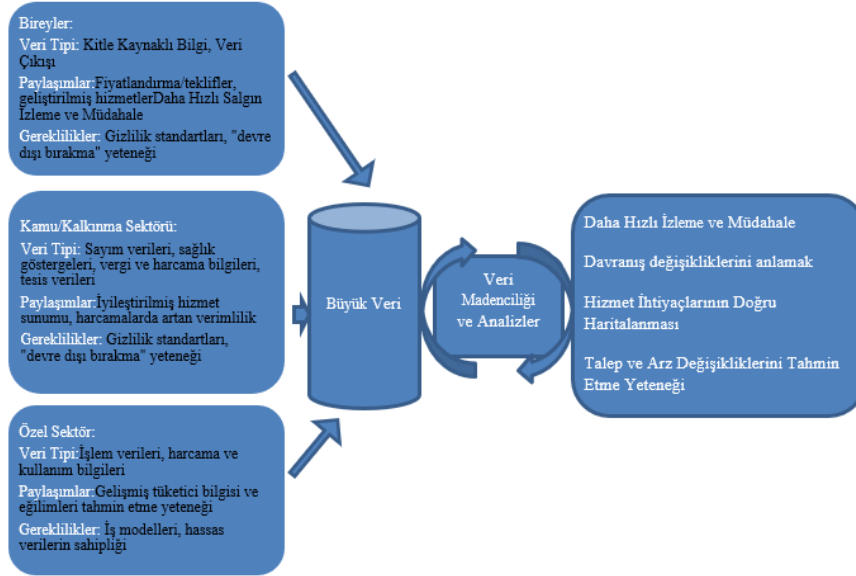 Bireyler:
Veri Tipi: Kitle Kaynaklı Bilgi, Veri
Çıkışı
Paylaşımlar:Fiyatlandırma/teklifler,
geliştirilmiş hizmetlerDaha Hızlı Salgın
İzleme ve Müdahale
Gereklilikler: Gizlilik standartları, "devre
dışı bırakma" yeteneği
Kamu/Kalkınma Sektörü:
Veri Tipi: Sayım verileri, sağlık
göstergeleri, vergi ve harcama bilgileri,
tesis verileri
Paylaşımlar:İyileştirilmiş hizmet
sunumu, harcamalarda artan verimlilik
Gereklilikler: Gizlilik standartları,
"devre dışı bırakma" yeteneği
Özel Sektör:
Veri Tipi:İşlem verileri, harcama ve
kullanım bilgileri
Paylaşımlar:Gelişmiş tüketici bilgisi ve
eğilimleri tahmin etme yeteneği
Gereklilikler: İş modelleri, hassas
verilerin sahipliği
Büyük Veri
Veri
Madenciliği
ve Analizler
Daha Hızlı İzleme ve Müdahale
Davranış değişikliklerini anlamak
Hizmet İhtiyaçlarının Doğru
Haritalanması
Talep ve Arz Değişikliklerini Tahmin
Etme Yeteneği